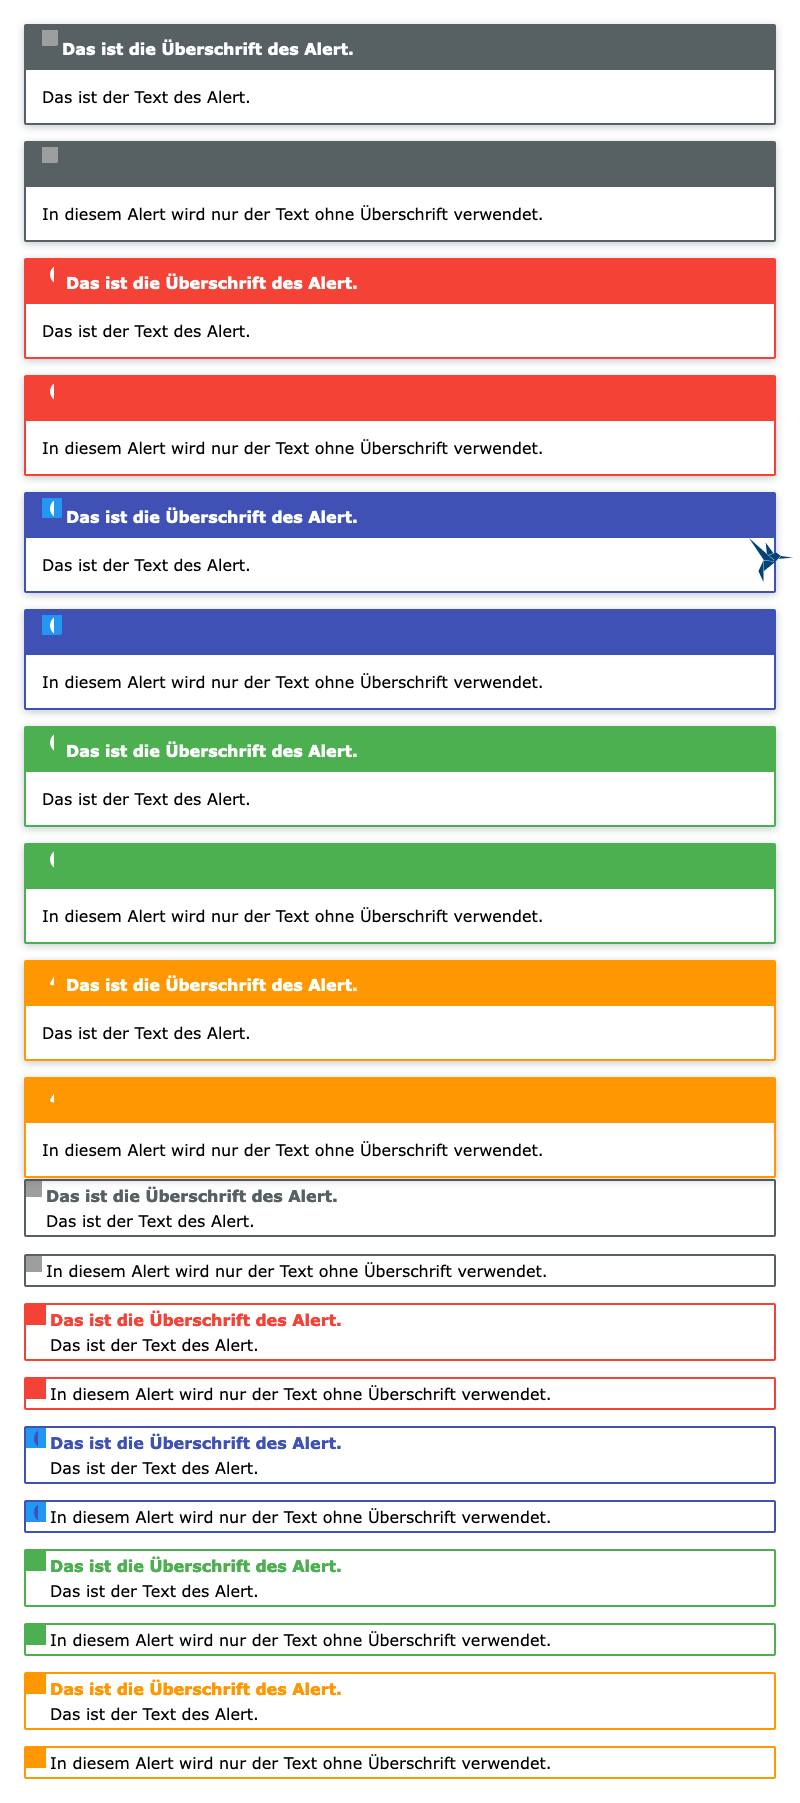 Das ist die Überschrift des Alert.
Das ist der Text des Alert.
In diesem Alert wird nur der Text ohne Überschrift verwendet.
Das ist die Überschrift des Alert.
Das ist der Text des Alert.
In diesem Alert wird nur der Text ohne Überschrift verwendet.
Das ist die Überschrift des Alert.
Das ist der Text des Alert.
In diesem Alert wird nur der Text ohne Überschrift verwendet.
Das ist die Überschrift des Alert.
Das ist der Text des Alert.
In diesem Alert wird nur der Text ohne Überschrift verwendet.
Das ist die Überschrift des Alert.
Das ist der Text des Alert.
In diesem Alert wird nur der Text ohne Überschrift verwendet.
Das ist die Überschrift des Alert.
Das ist der Text des Alert.
In diesem Alert wird nur der Text ohne Überschrift verwendet.
Das ist die Überschrift des Alert.
Das ist der Text des Alert.
In diesem Alert wird nur der Text ohne Überschrift verwendet.
Das ist die Überschrift des Alert.
Das ist der Text des Alert.
In diesem Alert wird nur der Text ohne Überschrift verwendet.
Das ist die Überschrift des Alert.
Das ist der Text des Alert.
In diesem Alert wird nur der Text ohne Überschrift verwendet.
Das ist die Überschrift des Alert.
Das ist der Text des Alert.
In diesem Alert wird nur der Text ohne Überschrift verwendet.